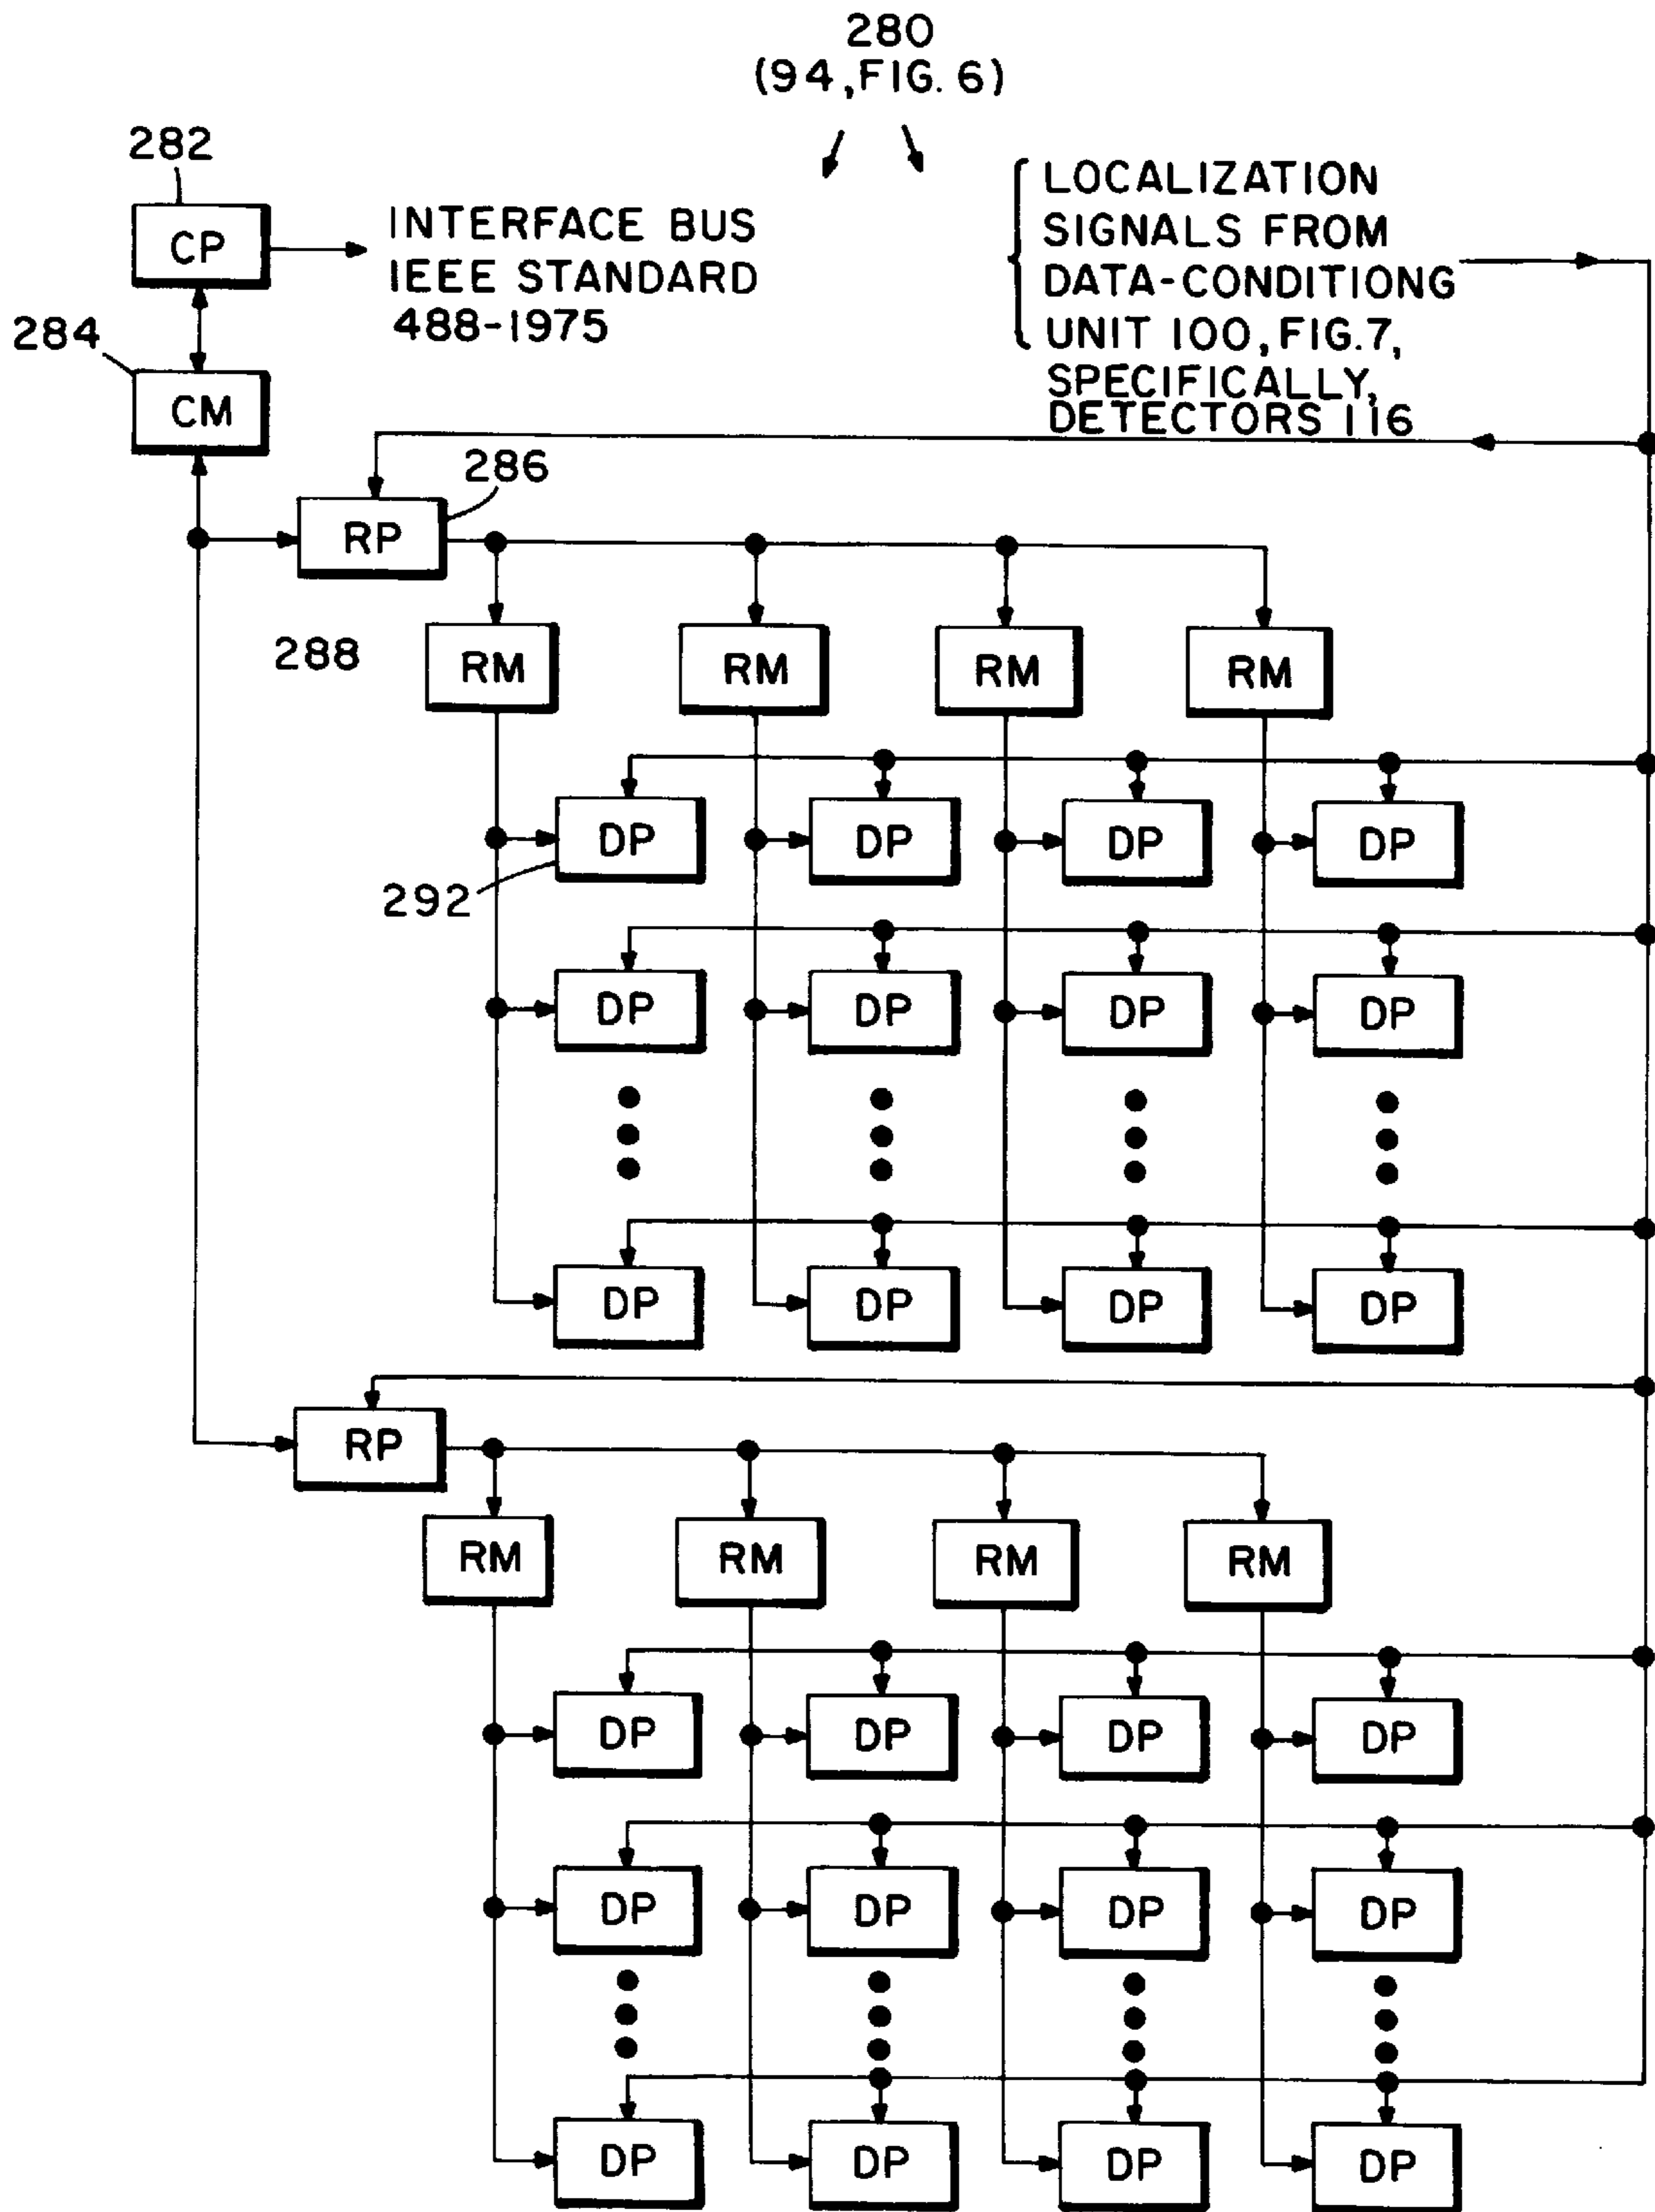 280
(94,FIG. 6)
282
CP
INTERFACE BUS
IEEE STANDARD
488-1975
LOCALIZATION
SIGNALS FROM
DATA-CONDITIONG
UNIT 100, FIG.7,
SPECIFICALLY,
DETECTORS 116
284
CM
286
RP
288
RM RM RM RM
DP DP DP DP
292
DP DP DP DP
DP DP DP DP
RP
RM RM RM RM
DP DP DP DP
DP DP DP DP
DP DP DP DP